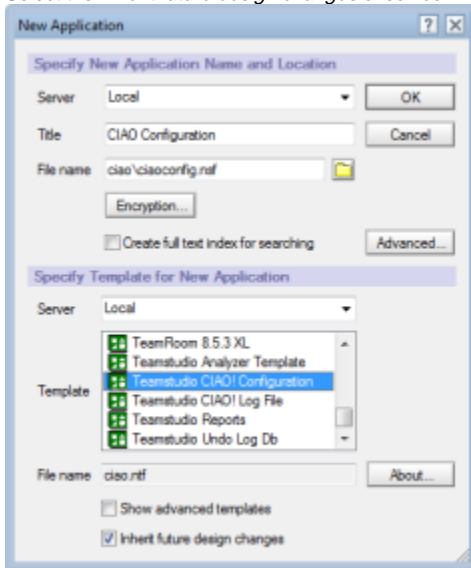 New Application
Specify New Application Name and Location
Server Local OK
Title CIAO Configuration Cancel
File name ciao\ciaoconfig.nsf
Encryption...
Create full text index for searching Advanced...
Specify Template for New Application
Server Local
TeamRoom 8.5.3 XL
Teamstudio Analyzer Template
Teamstudio CIAO! Configuration
Template Teamstudio CIAO! Log File
Teamstudio Reports
Teamstudio Undo Log Db
File name ciao.ntf About...
Show advanced templates
Inherit future design changes